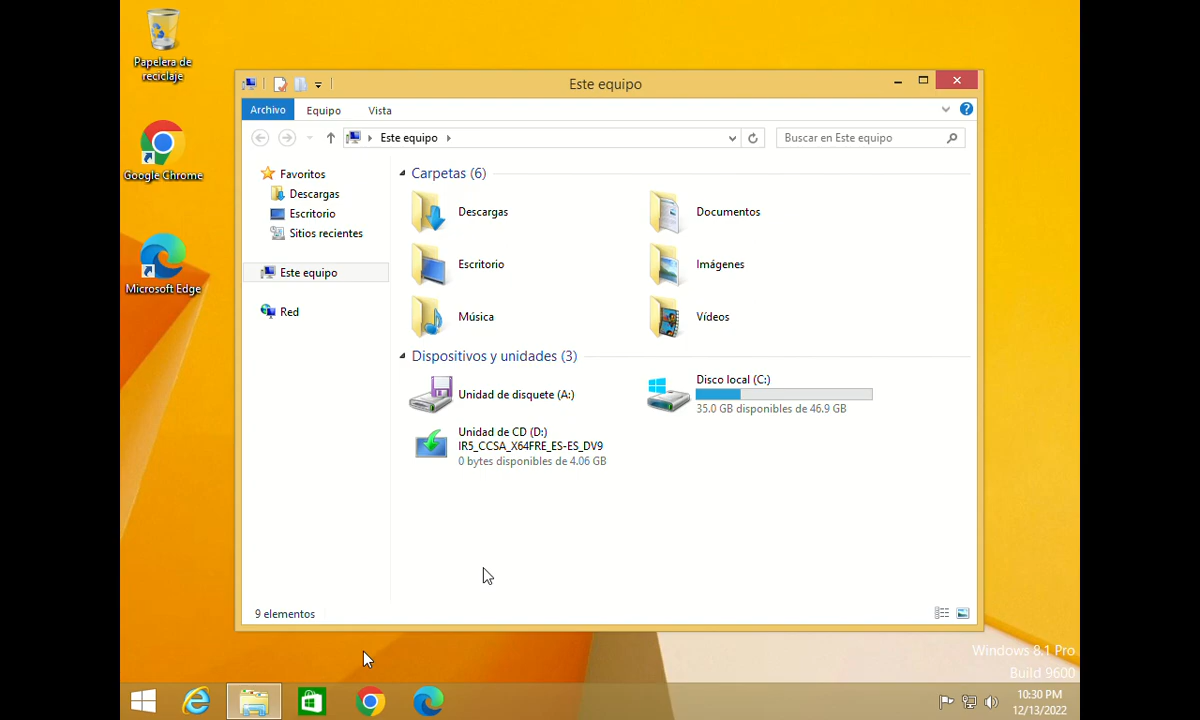 Papelera de
reciclaje
Google Chrome
Microsoft Edge
Este equipo
Archivo
Equipo
Vista
Este equipo
Buscar en Este equipo
Favoritos
Descargas
Escritorio
Sitios recientes
Este equipo
Red
Carpetas (6)
Descargas
Documentos
Escritorio
Imágenes
Música
Vídeos
Dispositivos y unidades (3)
Unidad de disquete (A:)
Disco local (C:)
35.0 GB disponibles de 46.9 GB
Unidad de CD (D:)
IR5_CCSA_X64FRE_ES-ES_DV9
0 bytes disponibles de 4.06 GB
9 elementos
Windows 8.1 Pro
Build 9600
10:30 PM
12/13/2022